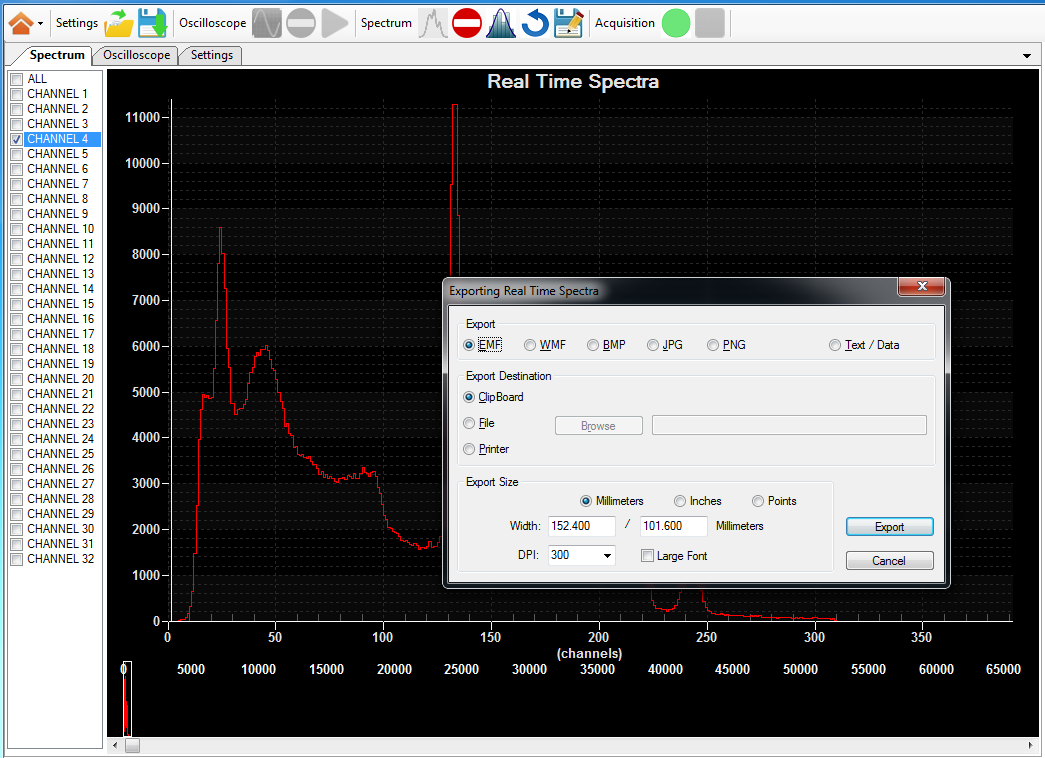 Settings Oscilloscope Spectrum Acquisition
Spectrum Oscilloscope Settings
ALL
CHANNEL 1
CHANNEL 2
CHANNEL 3
CHANNEL 4
CHANNEL 5
CHANNEL 6
CHANNEL 7
CHANNEL 8
CHANNEL 9
CHANNEL 10
CHANNEL 11
CHANNEL 12
CHANNEL 13
CHANNEL 14
CHANNEL 15
CHANNEL 16
CHANNEL 17
CHANNEL 18
CHANNEL 19
CHANNEL 20
CHANNEL 21
CHANNEL 22
CHANNEL 23
CHANNEL 24
CHANNEL 25
CHANNEL 26
CHANNEL 27
CHANNEL 28
CHANNEL 29
CHANNEL 30
CHANNEL 31
CHANNEL 32
Real Time Spectra
11000
10000
9000
8000
7000
6000
5000
4000
3000
2000
1000
0
0 50 100 150 200 250 300 350
(channels)
0 5000 10000 15000 20000 25000 30000 35000 40000 45000 50000 55000 60000 65000
Exporting Real Time Spectra
Export
EMF WMF BMP JPG PNG Text / Data
Export Destination
ClipBoard
File Browse
Printer
Export Size
Millimeters Inches Points
Width: 152.400 / 101.600 Millimeters
DPI: 300 Large Font
Export
Cancel